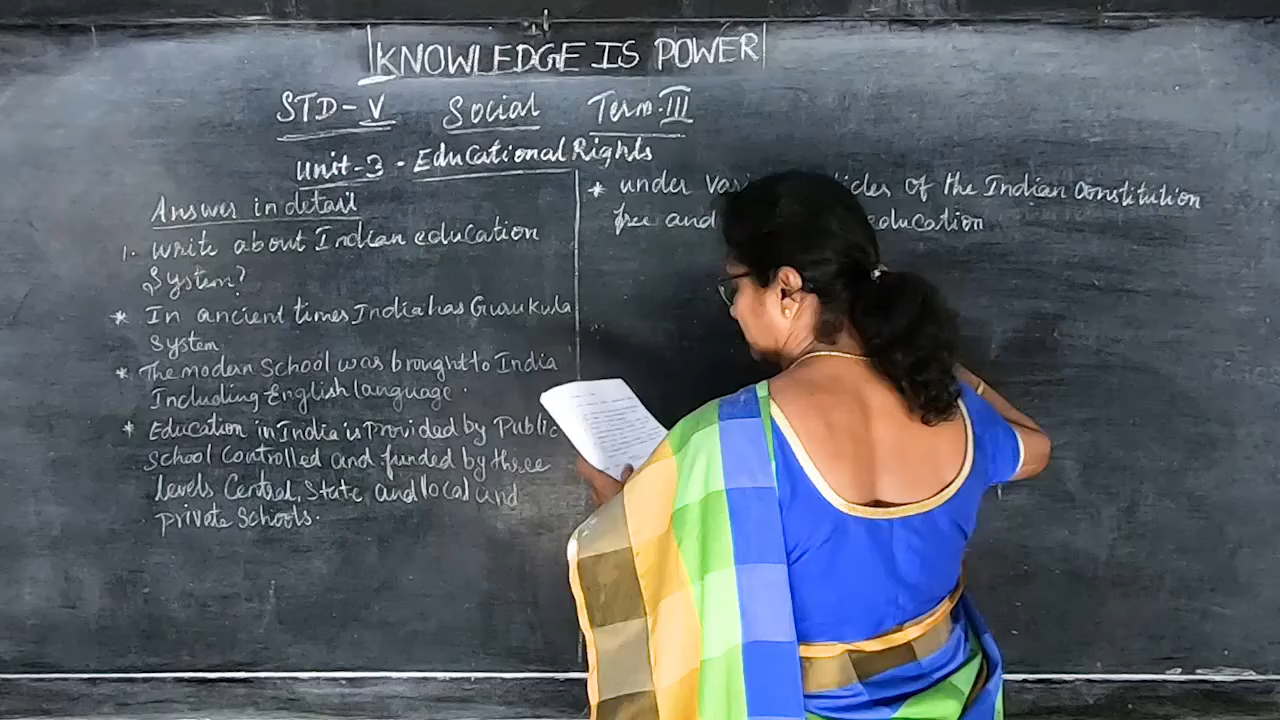 KNOWLEDGE IS POWER
STD-V Social Term-III
Unit-3 - Educational Rights
Answer in detail
1. Write about Indian education
System?
* In ancient times India has Gurukula
System
* The modern School was brought to India
Including English language.
* Education in India is Provided by Public
School controlled and funded by three
levels Central, State, and local and
private Schools.
* under of the Indian Constitution
free and education